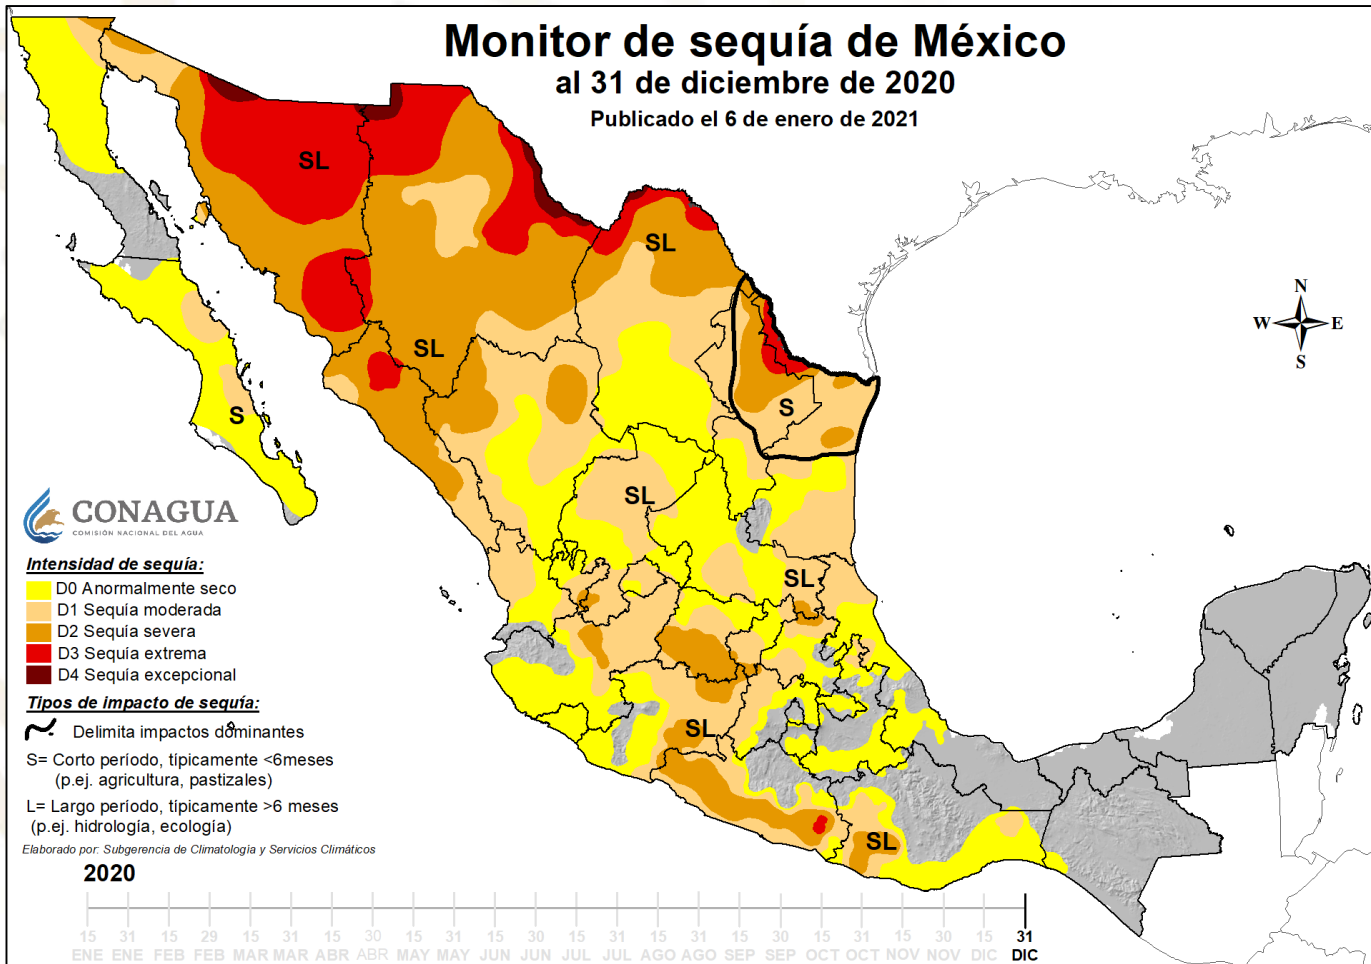 Monitor de sequía de México
al 31 de diciembre de 2020
Publicado el 6 de enero de 2021
N
W E
S
SL
SL
SL
S
S
SL
SL
SL
SL
CONAGUA
COMISIÓN NACIONAL DEL AGUA
Intensidad de sequía:
D0 Anormalmente seco
D1 Sequía moderada
D2 Sequía severa
D3 Sequía extrema
D4 Sequía excepcional
Tipos de impacto de sequía:
Delimita impactos dominantes
S= Corto período, típicamente <6meses
(p.ej. agricultura, pastizales)
L= Largo período, típicamente >6 meses
(p.ej. hidrología, ecología)
Elaborado por: Subgerencia de Climatología y Servicios Climáticos
2020
15 31 15 29 15 31 15 30 15 31 15 30 15 31 15 31 15 30 15 31 15 30 15 31
ENE ENE FEB FEB MAR MAR ABR ABR MAY MAY JUN JUN JUL JUL AGO AGO SEP SEP OCT OCT NOV NOV DIC DIC